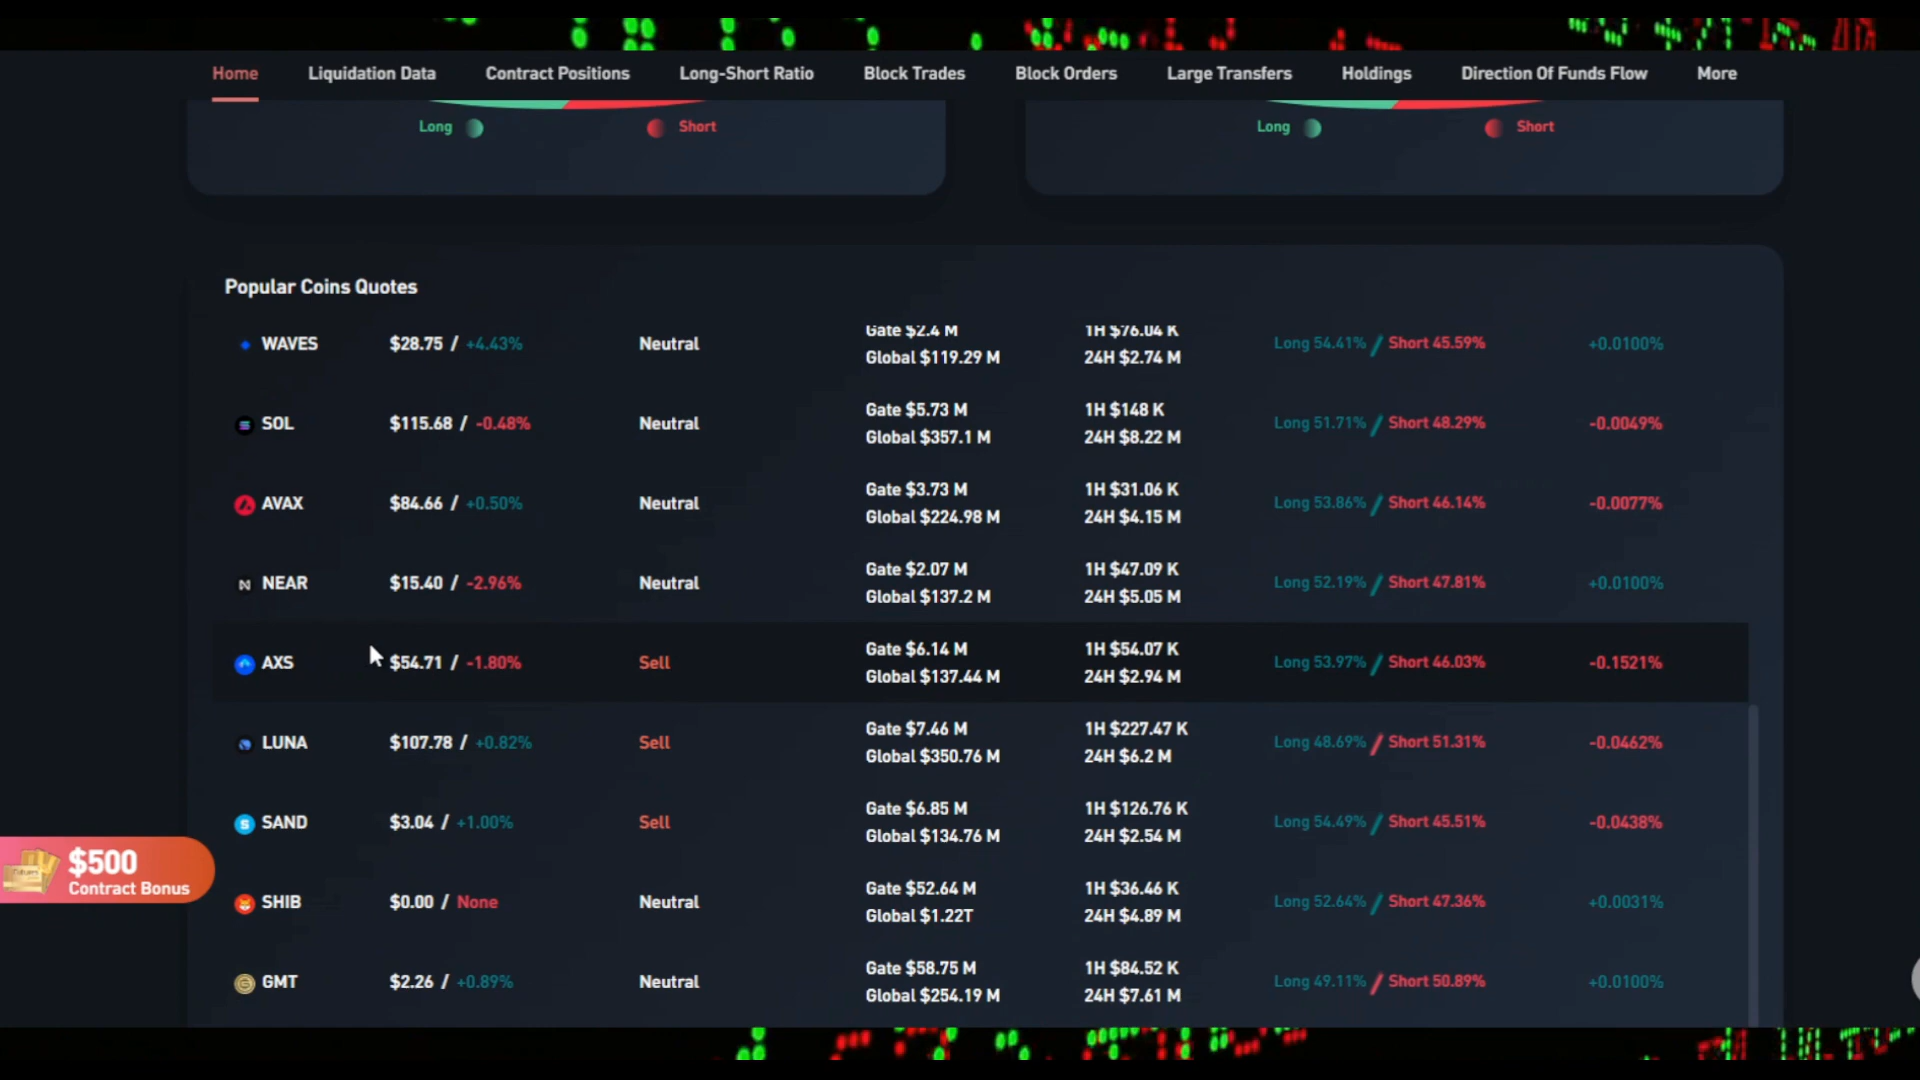 Home Liquidation Data Contract Positions Long-Short Ratio Block Trades Block Orders Large Transfers Holdings Direction Of Funds Flow More
Long Short
Long Short
Popular Coins Quotes
WAVES $28.75 / +4.43% Neutral Gate $2.4 M Global $119.29 M 1H $76.04 K 24H $2.74 M Long 54.41% / Short 45.59% +0.0100%
SOL $115.68 / -0.48% Neutral Gate $5.73 M Global $357.1 M 1H $148 K 24H $8.22 M Long 51.71% / Short 48.29% -0.0049%
AVAX $84.66 / +0.50% Neutral Gate $3.73 M Global $224.98 M 1H $31.06 K 24H $4.15 M Long 53.86% / Short 46.14% -0.0077%
NEAR $15.40 / -2.96% Neutral Gate $2.07 M Global $137.2 M 1H $47.09 K 24H $5.05 M Long 52.19% / Short 47.81% +0.0100%
AXS $54.71 / -1.80% Sell Gate $6.14 M Global $137.44 M 1H $54.07 K 24H $2.94 M Long 53.97% / Short 46.03% -0.1521%
LUNA $107.78 / +0.82% Sell Gate $7.46 M Global $350.76 M 1H $227.47 K 24H $6.2 M Long 48.69% / Short 51.31% -0.0462%
SAND $3.04 / +1.00% Sell Gate $6.85 M Global $134.76 M 1H $126.76 K 24H $2.54 M Long 54.49% / Short 45.51% -0.0438%
SHIB $0.00 / None Neutral Gate $52.64 M Global $1.22T 1H $36.46 K 24H $4.89 M Long 52.64% / Short 47.36% +0.0031%
GMT $2.26 / +0.89% Neutral Gate $58.75 M Global $254.19 M 1H $84.52 K 24H $7.61 M Long 49.11% / Short 50.89% +0.0100%
$500
Contract Bonus